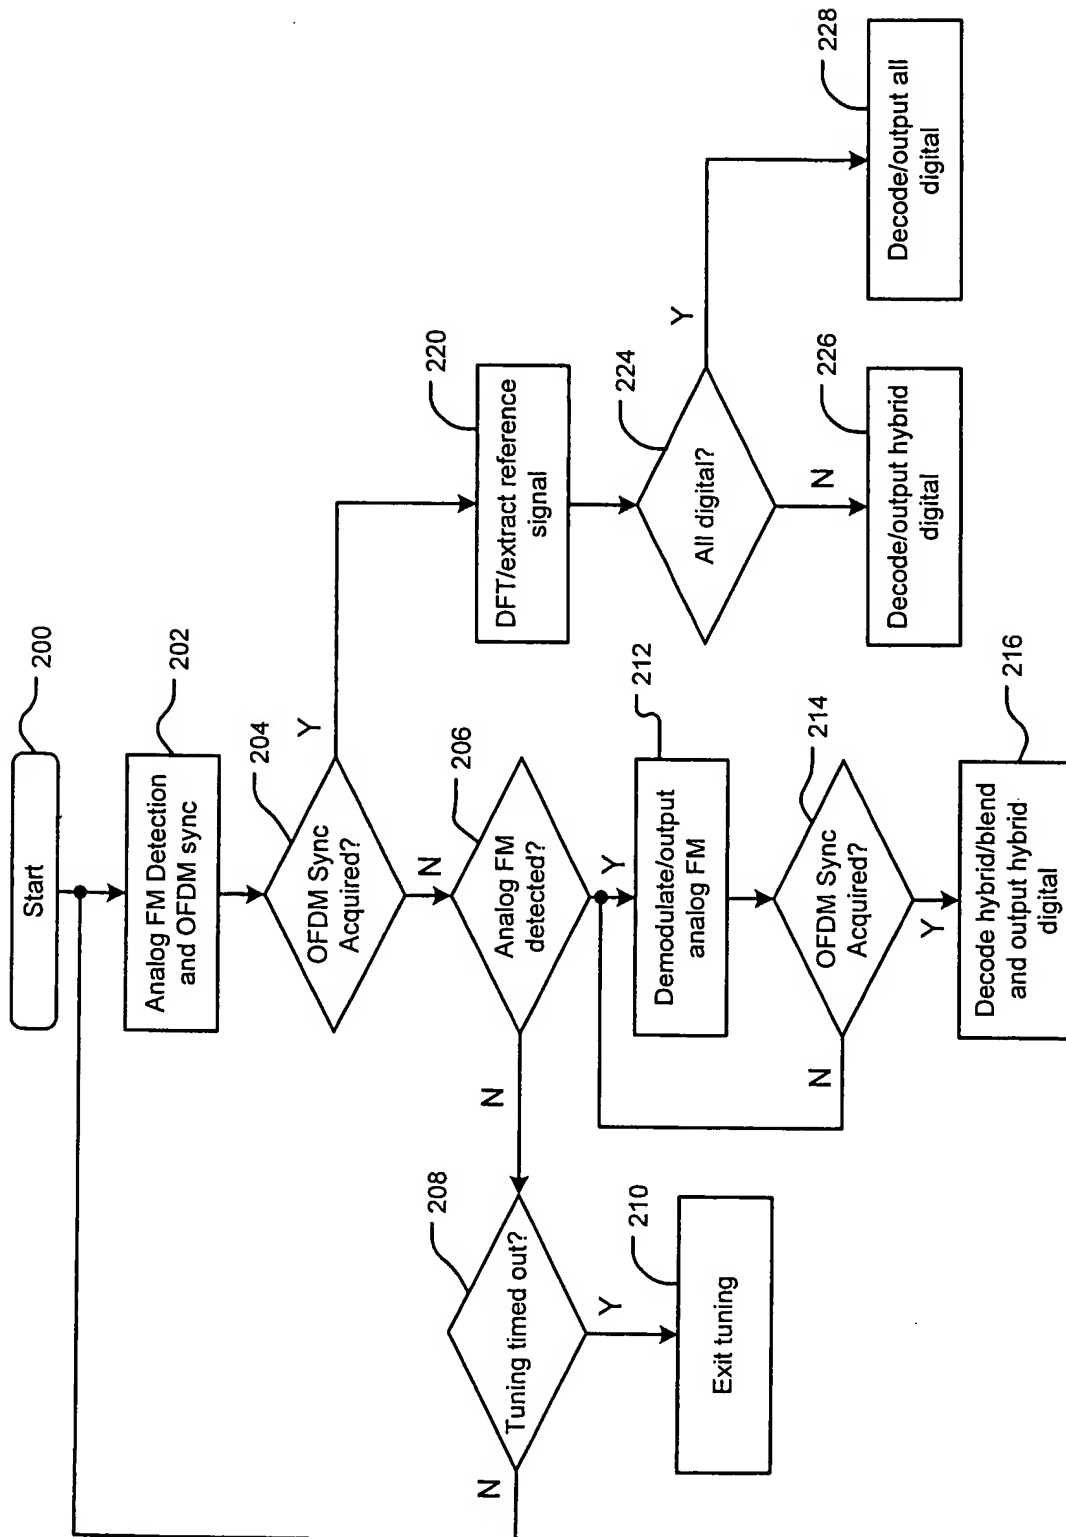 Start
200
Analog FM Detection
and OFDM sync
202
OFDM Sync
Acquired?
204
Y
N
Analog FM
detected?
206
N
Y
Tuning timed out?
208
N
Y
Exit tuning
210
Demodulate/output
analog FM
212
OFDM Sync
Acquired?
214
N
Y
Decode hybrid/blend
and output hybrid
digital
216
DFT/extract reference
signal
220
All digital?
224
Y
N
Decode/output hybrid
digital
226
Decode/output all
digital
228